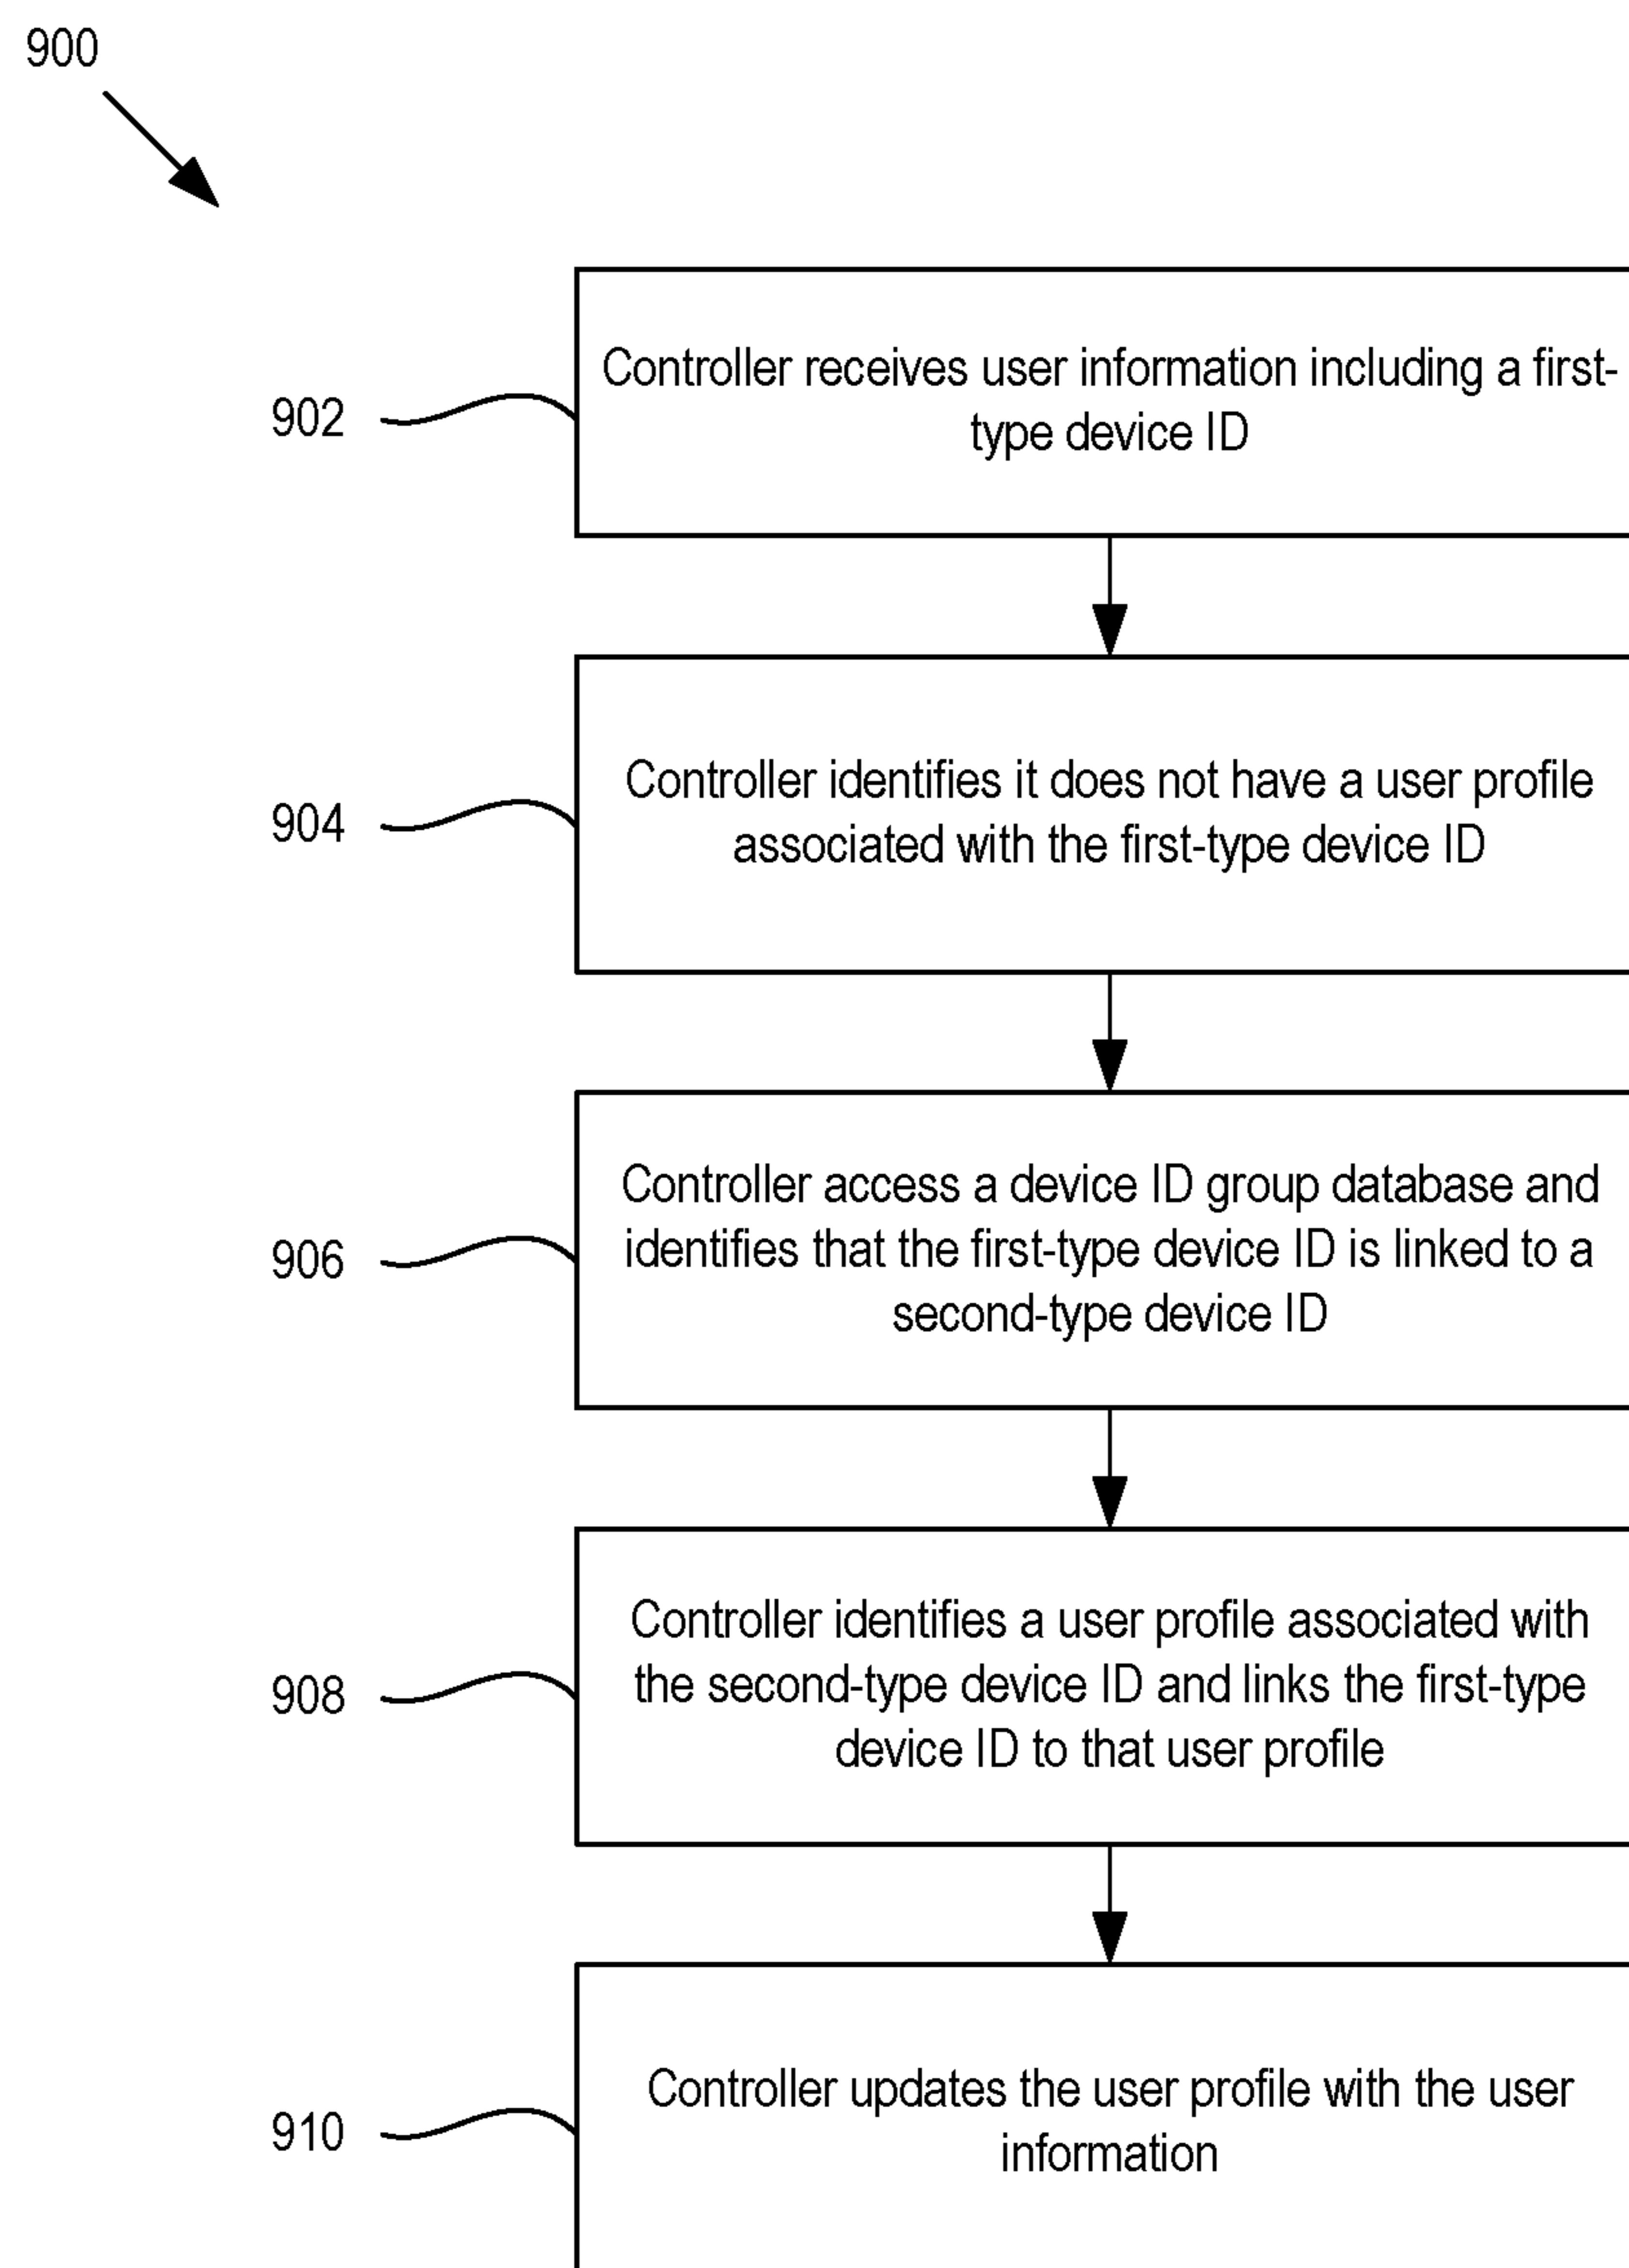 900
902
Controller receives user information including a first-
type device ID
904
Controller identifies it does not have a user profile
associated with the first-type device ID
906
Controller access a device ID group database and
identifies that the first-type device ID is linked to a
second-type device ID
908
Controller identifies a user profile associated with
the second-type device ID and links the first-type
device ID to that user profile
910
Controller updates the user profile with the user
information